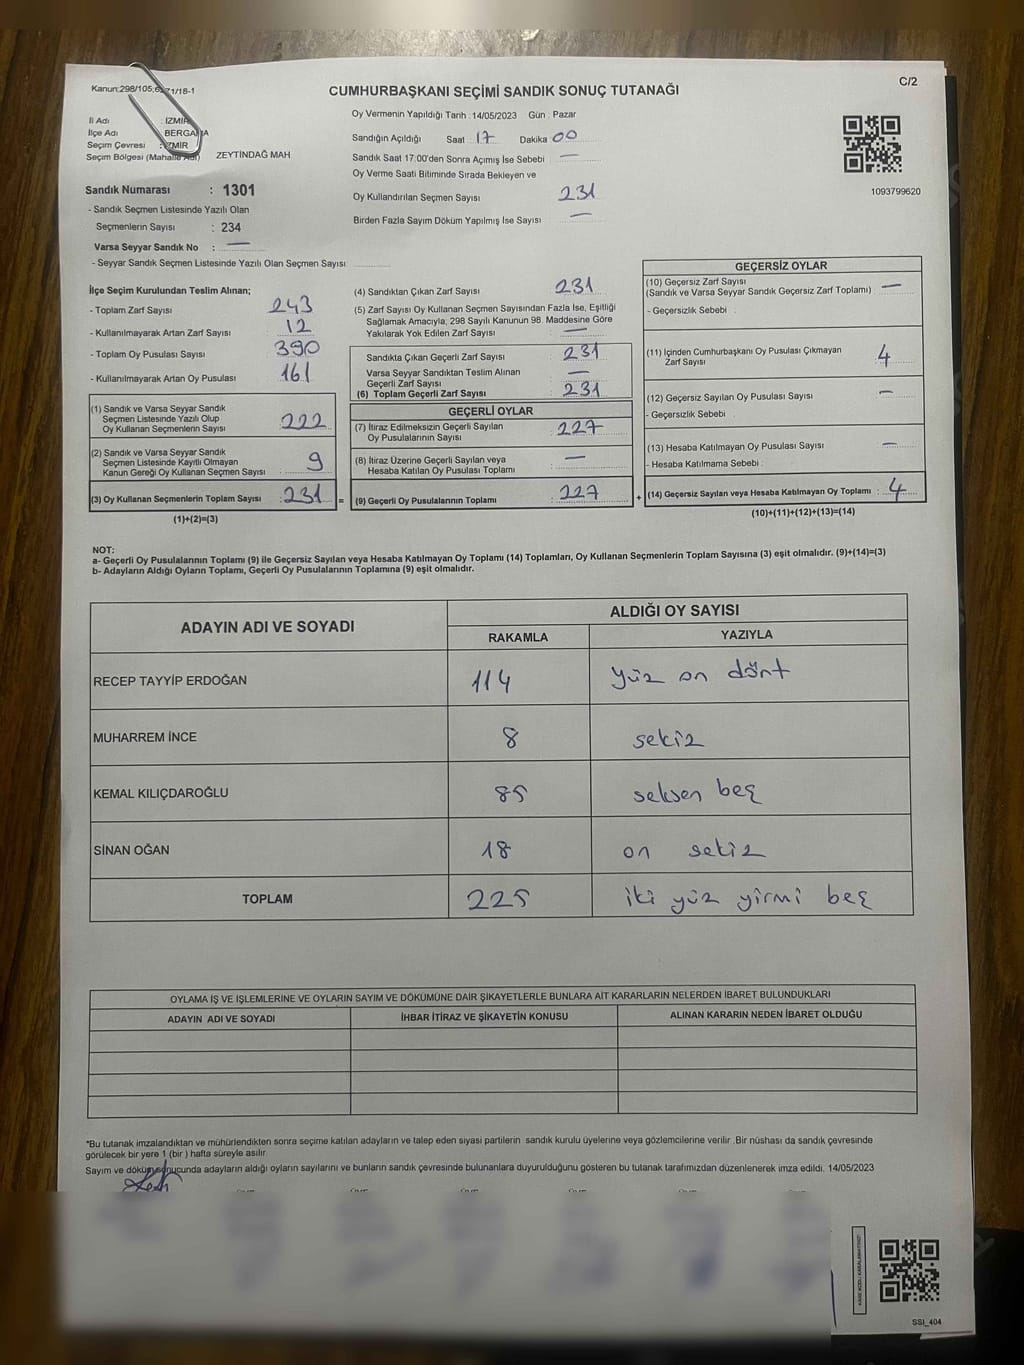 Kanun:298/105,6271/18-1
CUMHURBAŞKANI SEÇİMİ SANDIK SONUÇ TUTANAĞI
C/2
İl Adı : İZMİR
İlçe Adı : BERGAMA
Seçim Çevresi : İZMİR
Seçim Bölgesi (Mahalle Adı) ZEYTİNDAĞ MAH
Sandık Numarası : 1301
- Sandık Seçmen Listesinde Yazılı Olan
Seçmenlerin Sayısı : 234
Varsa Seyyar Sandık No : —
- Seyyar Sandık Seçmen Listesinde Yazılı Olan Seçmen Sayısı:
Oy Vermenin Yapıldığı Tarih : 14/05/2023 Gün : Pazar
Sandığın Açıldığı Saat 17 Dakika 00
Sandık Saat 17:00'den Sonra Açımış İse Sebebi —
Oy Verme Saati Bitiminde Sırada Bekleyen ve
Oy Kullandırılan Seçmen Sayısı 231
Birden Fazla Sayım Döküm Yapılmış İse Sayısı —
1093799620
İlçe Seçim Kurulundan Teslim Alınan;
- Toplam Zarf Sayısı 243
- Kullanılmayarak Artan Zarf Sayısı 12
- Toplam Oy Pusulası Sayısı 390
- Kullanılmayarak Artan Oy Pusulası 161
(1) Sandık ve Varsa Seyyar Sandık
Seçmen Listesinde Yazılı Olup
Oy Kullanan Seçmenlerin Sayısı 222
(2) Sandık ve Varsa Seyyar Sandık
Seçmen Listesinde Kayıtlı Olmayan
Kanun Gereği Oy Kullanan Seçmen Sayısı 9
(3) Oy Kullanan Seçmenlerin Toplam Sayısı 231 =
(1)+(2)=(3)
(4) Sandıktan Çıkan Zarf Sayısı 231
(5) Zarf Sayısı Oy Kullanan Seçmen Sayısından Fazla İse, Eşitliği
Sağlamak Amacıyla; 298 Sayılı Kanunun 98. Maddesine Göre
Yakılarak Yok Edilen Zarf Sayısı —
Sandıkta Çıkan Geçerli Zarf Sayısı 231
Varsa Seyyar Sandıktan Teslim Alınan
Geçerli Zarf Sayısı —
(6) Toplam Geçerli Zarf Sayısı 231
GEÇERLİ OYLAR
(7) İtiraz Edilmeksizin Geçerli Sayılan
Oy Pusulalarının Sayısı 227
(8) İtiraz Üzerine Geçerli Sayılan veya
Hesaba Katılan Oy Pusulası Toplamı —
(9) Geçerli Oy Pusulalarının Toplamı 227 +
GEÇERSİZ OYLAR
(10) Geçersiz Zarf Sayısı
(Sandık ve Varsa Seyyar Sandık Geçersiz Zarf Toplamı) —
- Geçersizlik Sebebi :
(11) İçinden Cumhurbaşkanı Oy Pusulası Çıkmayan
Zarf Sayısı 4
(12) Geçersiz Sayılan Oy Pusulası Sayısı —
- Geçersizlik Sebebi :
(13) Hesaba Katılmayan Oy Pusulası Sayısı —
- Hesaba Katılmama Sebebi :
(14) Geçersiz Sayılan veya Hesaba Katılmayan Oy Toplamı : 4
(10)+(11)+(12)+(13)=(14)
NOT:
a- Geçerli Oy Pusulalarının Toplamı (9) ile Geçersiz Sayılan veya Hesaba Katılmayan Oy Toplamı (14) Toplamları, Oy Kullanan Seçmenlerin Toplam Sayısına (3) eşit olmalıdır. (9)+(14)=(3)
b- Adayların Aldığı Oyların Toplamı, Geçerli Oy Pusulalarının Toplamına (9) eşit olmalıdır.
ADAYIN ADI VE SOYADI
ALDIĞI OY SAYISI
RAKAMLA YAZIYLA
RECEP TAYYİP ERDOĞAN 114 yüz on dört
MUHARREM İNCE 8 sekiz
KEMAL KILIÇDAROĞLU 85 seksen beş
SİNAN OĞAN 18 on sekiz
TOPLAM 225 iki yüz yirmi beş
OYLAMA İŞ VE İŞLEMLERİNE VE OYLARIN SAYIM VE DÖKÜMÜNE DAİR ŞİKAYETLERLE BUNLARA AİT KARARLARIN NELERDEN İBARET BULUNDUKLARI
ADAYIN ADI VE SOYADI İHBAR İTİRAZ VE ŞİKAYETİN KONUSU ALINAN KARARIN NEDEN İBARET OLDUĞU
*Bu tutanak imzalandıktan ve mühürlendikten sonra seçime katılan adayların ve talep eden siyasi partilerin sandık kurulu üyelerine veya gözlemcilerine verilir .Bir nüshası da sandık çevresinde
görülecek bir yere 1 (bir ) hafta süreyle asılır.
Sayım ve döküm sonucunda adayların aldığı oyların sayılarını ve bunların sandık çevresinde bulunanlara duyurulduğunu gösteren bu tutanak tarafımızdan düzenlenerek imza edildi. 14/05/2023
SSI_404